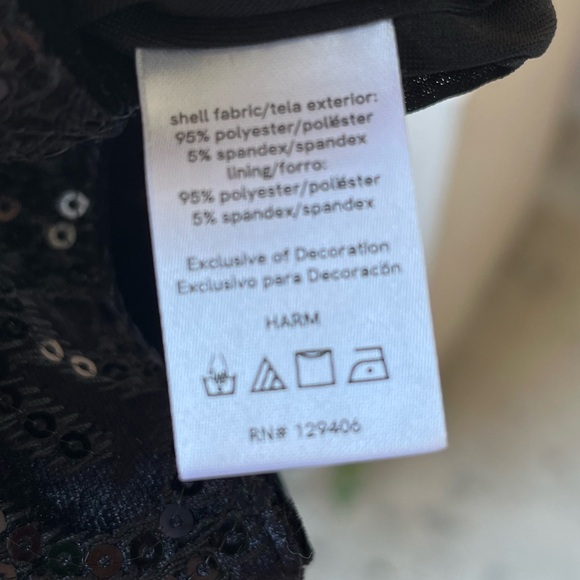 shell fabric/tela exterior:
95% polyester/poliéster
5% spandex/spandex
lining/forro:
95% polyester/poliéster
5% spandex/spandex
Exclusive of Decoration
Exclusivo para Decoracón
HARM
RN# 129406